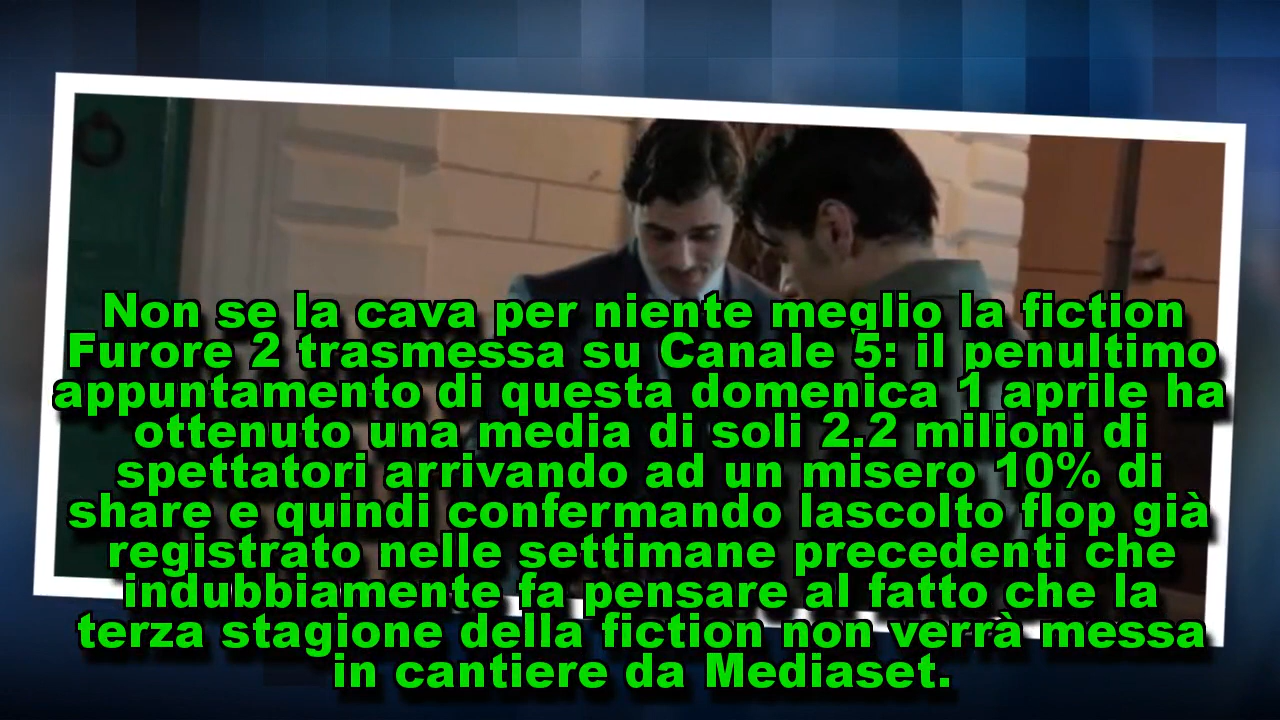 Non se la cava per niente meglio la fiction
Furore 2 trasmessa su Canale 5: il penultimo
appuntamento di questa domenica 1 aprile ha
ottenuto una media di soli 2.2 milioni di
spettatori arrivando ad un misero 10% di
share e quindi confermando lascolto flop già
registrato nelle settimane precedenti che
indubbiamente fa pensare al fatto che la
terza stagione della fiction non verrà messa
in cantiere da Mediaset.